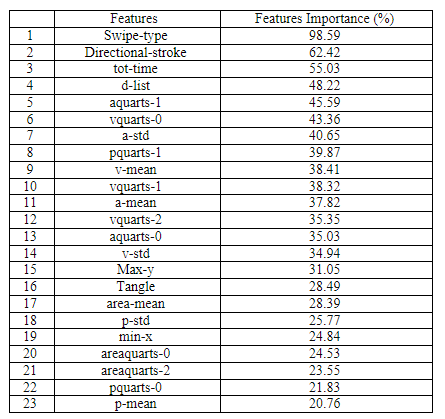 Features Features Importance (%)
1 Swipe-type 98.59
2 Directional-stroke 62.42
3 tot-time 55.03
4 d-list 48.22
5 aquarts-1 45.59
6 vquarts-0 43.36
7 a-std 40.65
8 pquarts-1 39.87
9 v-mean 38.41
10 vquarts-1 38.32
11 a-mean 37.82
12 vquarts-2 35.35
13 aquarts-0 35.03
14 v-std 34.94
15 Max-y 31.05
16 Tangle 28.49
17 area-mean 28.39
18 p-std 25.77
19 min-x 24.84
20 areaquarts-0 24.53
21 areaquarts-2 23.55
22 pquarts-0 21.83
23 p-mean 20.76